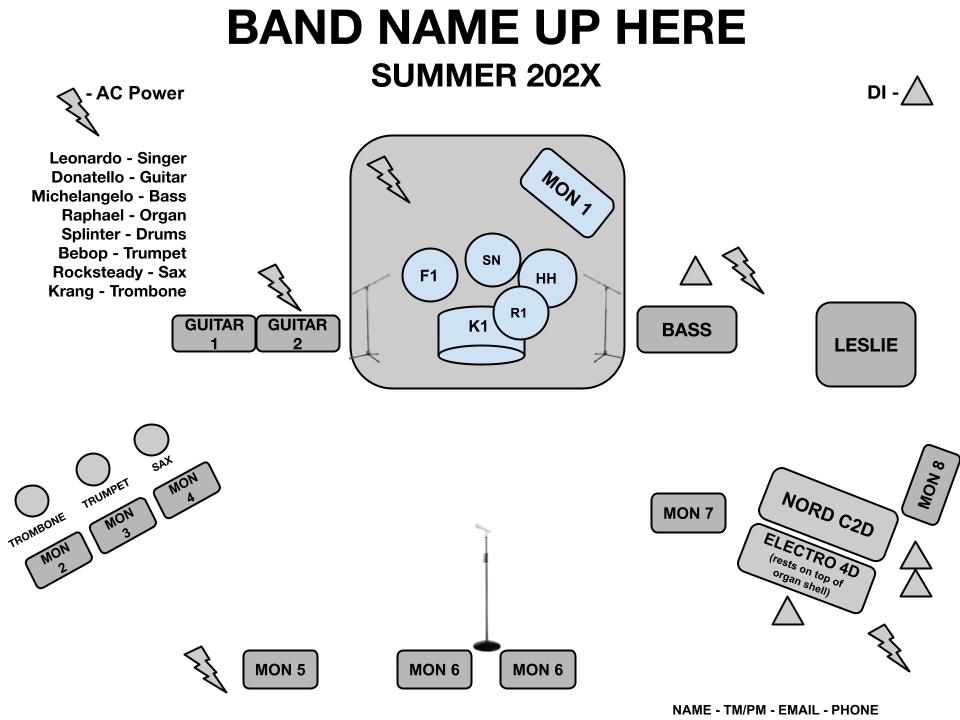 BAND NAME UP HERE
SUMMER 202X
- AC Power
DI -
Leonardo - Singer
Donatello - Guitar
Michelangelo - Bass
Raphael - Organ
Splinter - Drums
Bebop - Trumpet
Rocksteady - Sax
Krang - Trombone
MON 1
F1
SN
HH
K1
R1
GUITAR
1
GUITAR
2
BASS
LESLIE
TROMBONE
TRUMPET
SAX
MON
2
MON
3
MON
4
MON 7
NORD C2D
MON 8
ELECTRO 4D
(rests on top of
organ shell)
MON 5
MON 6
MON 6
NAME - TM/PM - EMAIL - PHONE